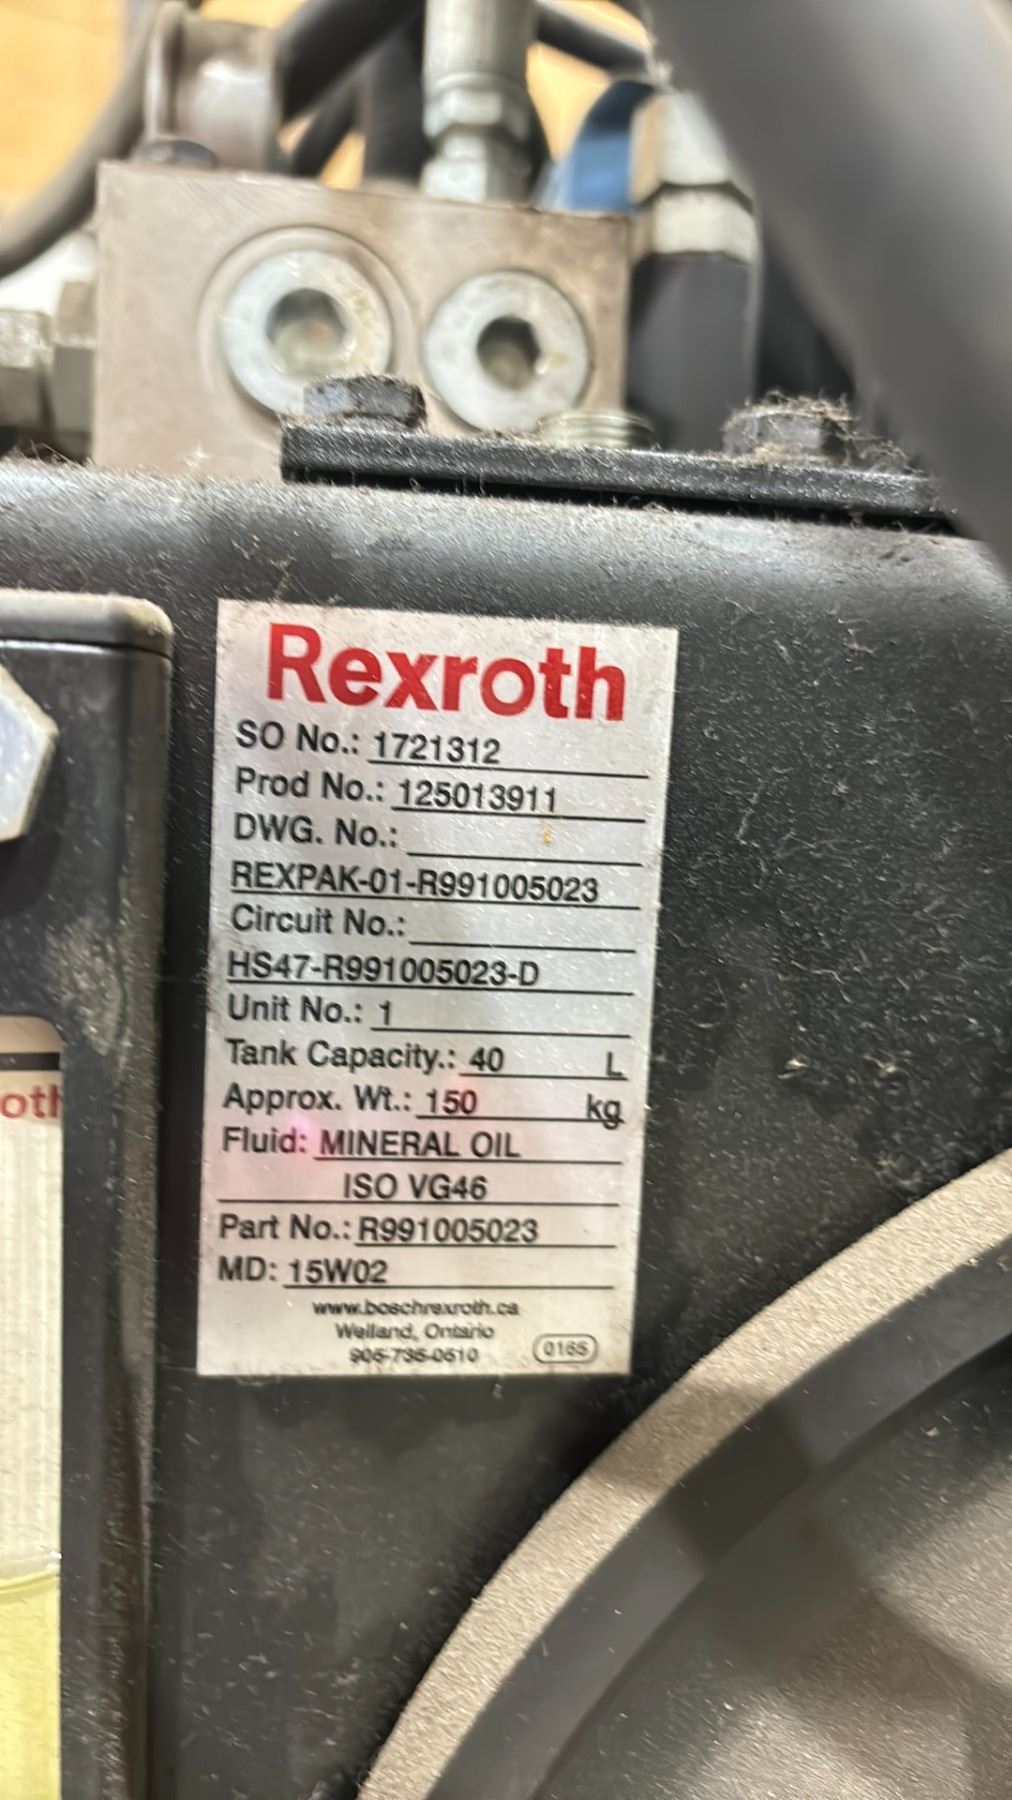 Rexroth
SO No.: 1721312
Prod No.: 125013911
DWG. No.:
REXPAK-01-R991005023
Circuit No.:
HS47-R991005023-D
Unit No.: 1
Tank Capacity.: 40 L
Approx. Wt.: 150 kg
Fluid: MINERAL OIL
ISO VG46
Part No.: R991005023
MD: 15W02
www.boschrexroth.ca
Welland, Ontario
905-735-0510
0165
oth